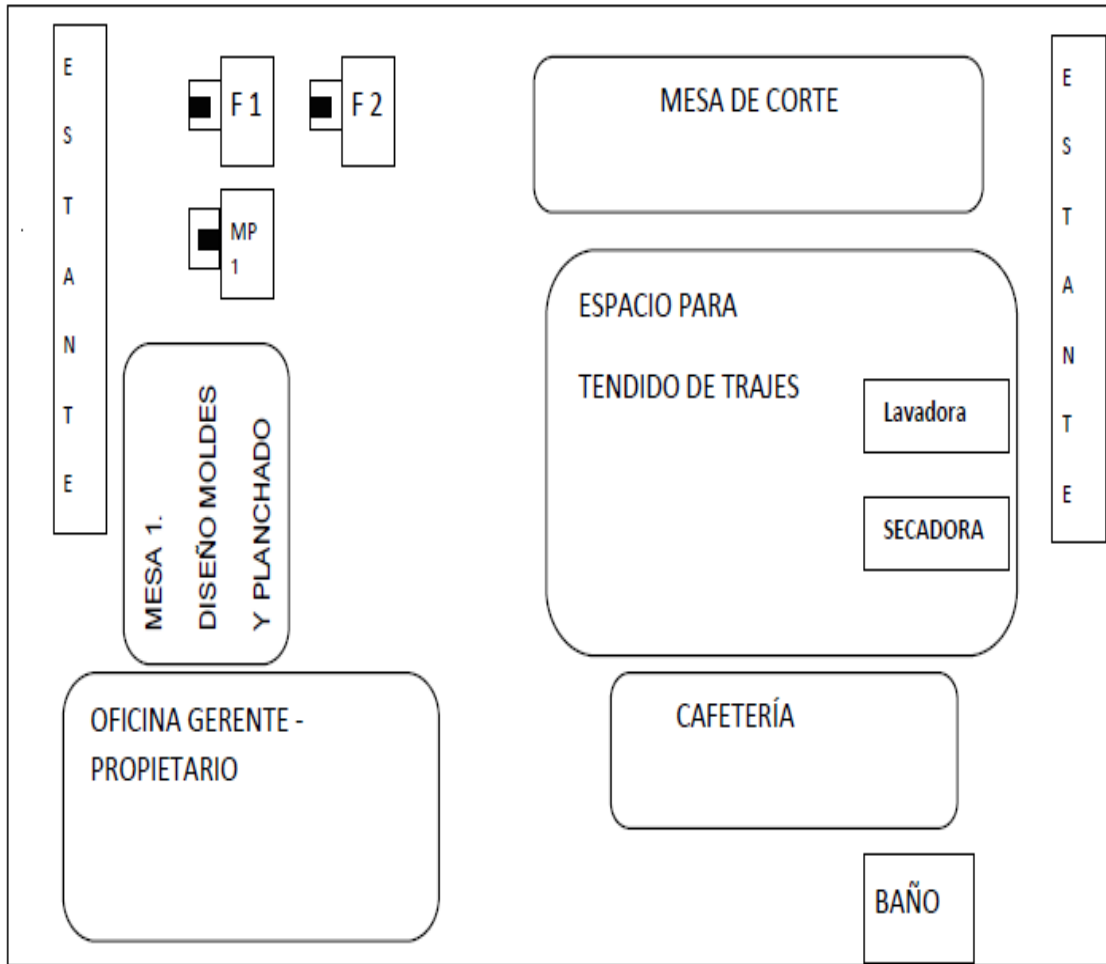 E
S
T
A
N
T
E
F 1
F 2
MP
1
MESA DE CORTE
E
S
T
A
N
T
E
ESPACIO PARA
TENDIDO DE TRAJES
Lavadora
SECADORA
MESA 1.
DISEÑO MOLDES
Y PLANCHADO
OFICINA GERENTE -
PROPIETARIO
CAFETERÍA
BAÑO